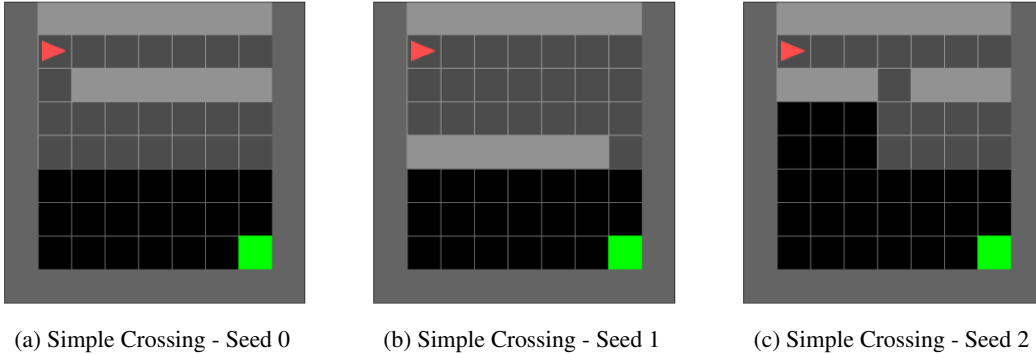 (a) Simple Crossing - Seed 0
(b) Simple Crossing - Seed 1
(c) Simple Crossing - Seed 2